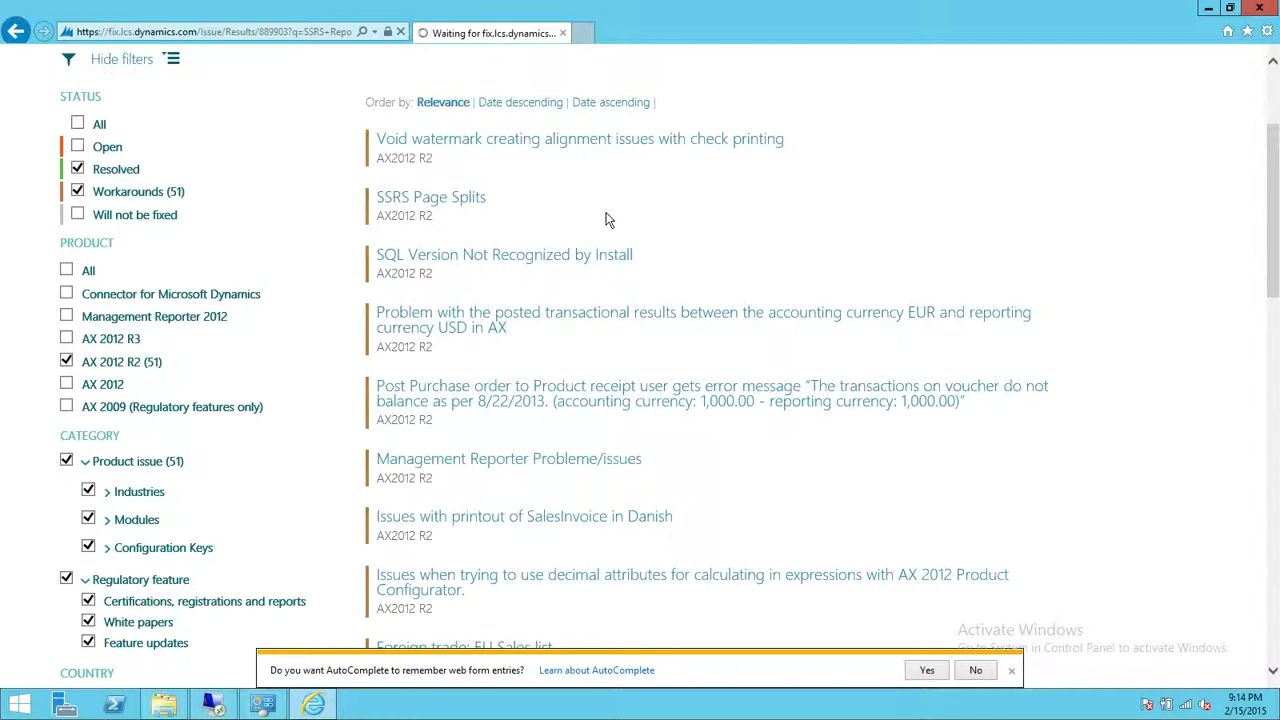 https://fix.lcs.dynamics.com/Issue/Results/889903?q=SSRS+Repo
Waiting for fix.lcs.dynamics...
Hide filters
STATUS
All
Open
Resolved
Workarounds (51)
Will not be fixed
PRODUCT
All
Connector for Microsoft Dynamics
Management Reporter 2012
AX 2012 R3
AX 2012 R2 (51)
AX 2012
AX 2009 (Regulatory features only)
CATEGORY
Product issue (51)
Industries
Modules
Configuration Keys
Regulatory feature
Certifications, registrations and reports
White papers
Feature updates
COUNTRY
Order by: Relevance | Date descending | Date ascending |
Void watermark creating alignment issues with check printing
AX2012 R2
SSRS Page Splits
AX2012 R2
SQL Version Not Recognized by Install
AX2012 R2
Problem with the posted transactional results between the accounting currency EUR and reporting
currency USD in AX
AX2012 R2
Post Purchase order to Product receipt user gets error message “The transactions on voucher do not
balance as per 8/22/2013. (accounting currency: 1,000.00 - reporting currency: 1,000.00)”
AX2012 R2
Management Reporter Probleme/issues
AX2012 R2
Issues with printout of SalesInvoice in Danish
AX2012 R2
Issues when trying to use decimal attributes for calculating in expressions with AX 2012 Product
Configurator.
AX2012 R2
Foreign trade: EU Sales list
Activate Windows
Go to System in Control Panel to activate Windows.
Do you want AutoComplete to remember web form entries? Learn about AutoComplete Yes No
9:14 PM
2/15/2015